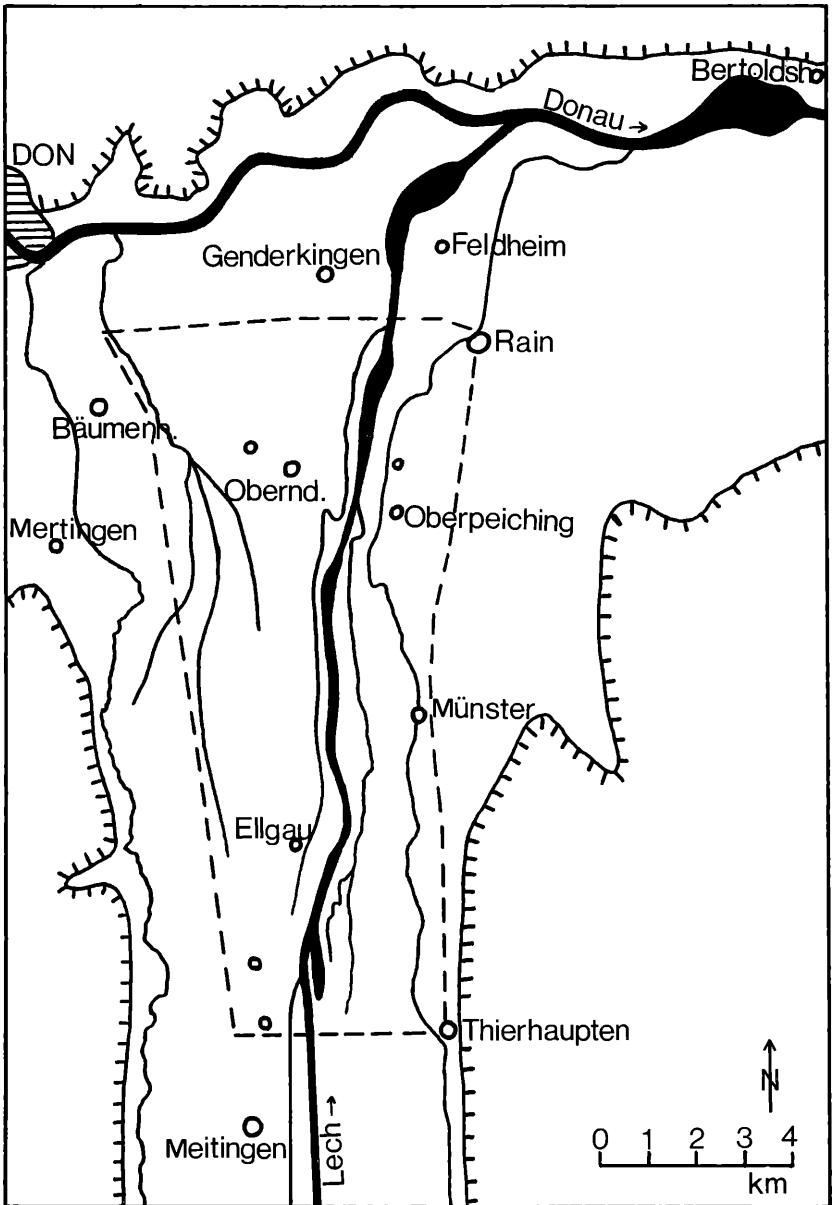 Bertoldsh
Donau →
DON
Genderkingen
Feldheim
Rain
Bäumenh.
Obernd.
Oberpeiching
Mertingen
Münster
Ellgau
Thierhaupten
N
Meitingen
Lech →
0 1 2 3 4
km